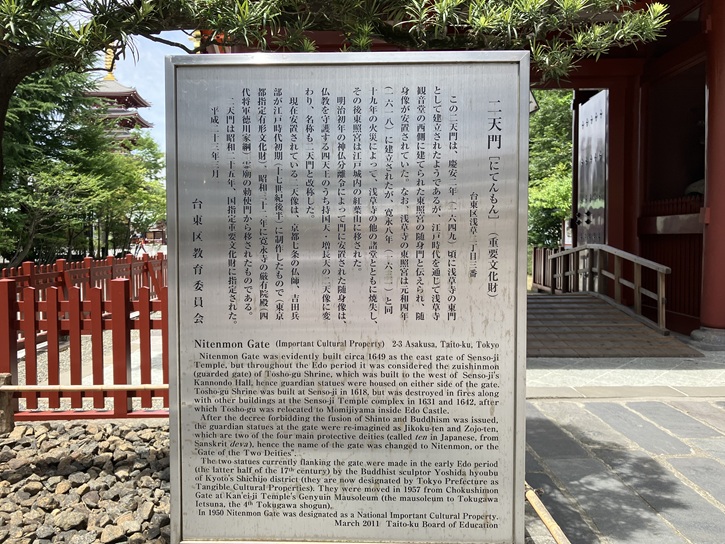 二天門［にてんもん］（重要文化財）
台東区浅草二丁目三番
この二天門は、慶安二年（一六四九）頃に浅草寺の東門
として建立されたようであるが、江戸時代を通じて浅草寺
観音堂の西側に建てられた東照宮の随身門と伝えられ、随
身像が安置されていた。なお、浅草寺の東照宮は元和四年
（一六一八）に建立されたが、寛永八年（一六三一）と同
十九年の火災によって、浅草寺の他の諸堂とともに焼失し、
その後東照宮は江戸城内の紅葉山に移された。
明治初年の神仏分離令によって門に安置された随身像は、
仏教を守護する四天王のうち持国天・増長天の二天像に変
わり、名称も二天門と改称した。
現在安置されている二天像は、京都七条の仏師、吉田兵
部が江戸時代初期（十七世紀後半）に制作したもので（東京
都指定有形文化財）、昭和三十二年に寛永寺の厳有院殿（四
代将軍徳川家綱）霊廟の勅使門から移されたものである。
二天門は昭和二十五年、国指定重要文化財に指定された。
平成二十三年三月
台東区教育委員会
Nitenmon Gate (Important Cultural Property) 2-3 Asakusa, Taito-ku, Tokyo
Nitenmon Gate was evidently built circa 1649 as the east gate of Senso-ji
Temple, but throughout the Edo period it was considered the zuishinmon
(guarded gate) of Tosho-gu Shrine, which was built to the west of Senso-ji's
Kannondo Hall, hence guardian statues were housed on either side of the gate.
Tosho-gu Shrine was built at Senso-ji in 1618, but was destroyed in fires along
with other buildings at the Senso-ji Temple complex in 1631 and 1642, after
which Tosho-gu was relocated to Momijiyama inside Edo Castle.
After the decree forbidding the fusion of Shinto and Buddhism was issued,
the guardian statues at the gate were re-imagined as Jikoku-ten and Zojo-ten,
which are two of the four main protective deities (called ten in Japanese, from
Sanskrit deva), hence the name of the gate was changed to Nitenmon, or the
"Gate of the Two Deities".
The two statues currently flanking the gate were made in the early Edo period
(the latter half of the 17th century) by the Buddhist sculptor Yoshida Hyoubu
of Kyoto's Shichijo district (they are now designated by Tokyo Prefecture as
Tangible Cultural Properties). They were moved in 1957 from Chokushimon
Gate at Kan'ei-ji Temple's Genyuin Mausoleum (the mausoleum to Tokugawa
Ietsuna, the 4th Tokugawa shogun).
In 1950 Nitenmon Gate was designated as a National Important Cultural Property.
March 2011 Taito-ku Board of Education